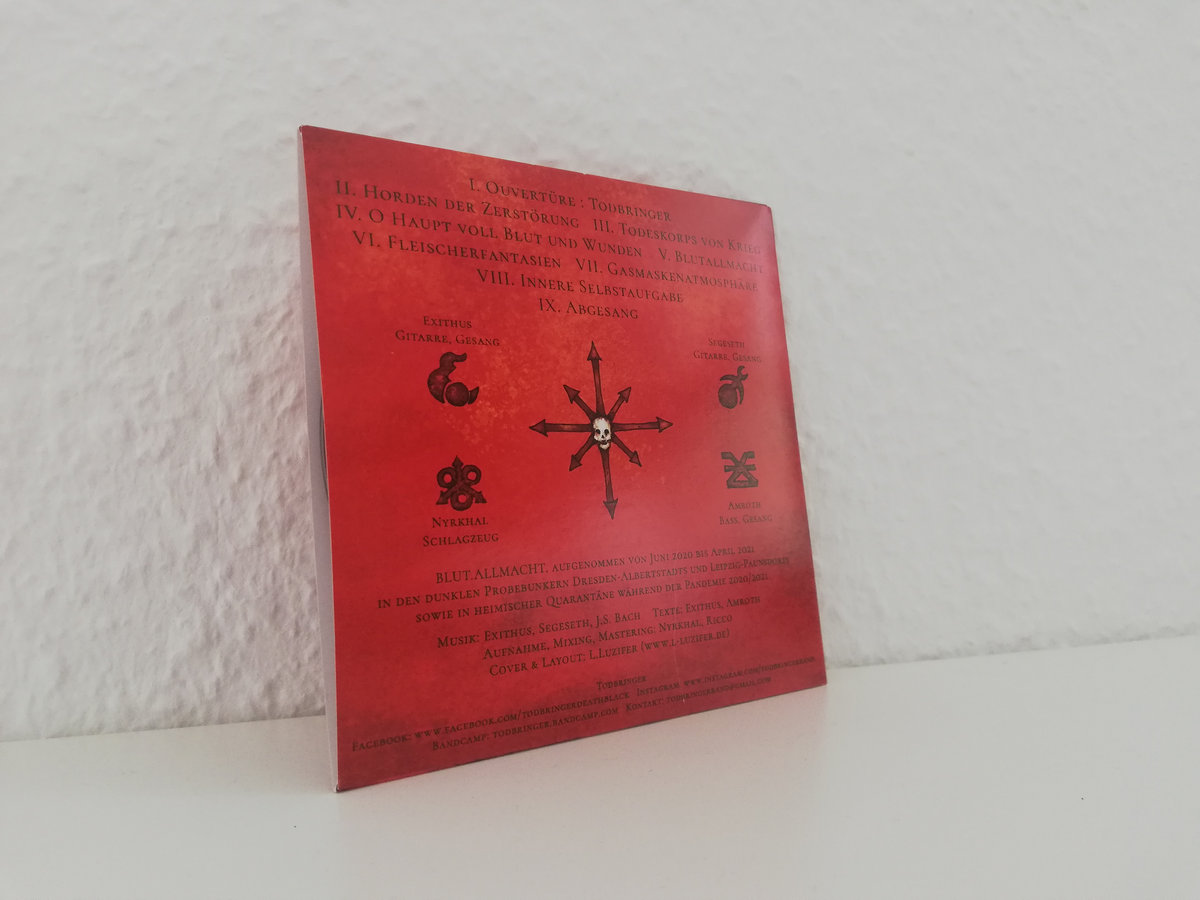 I. Ouvertüre : Todbringer
II. Horden der Zerstörung III. Todeskorps von Krieg
IV. O Haupt voll Blut und Wunden V. Blutallmacht
VI. Fleischerfantasien VII. Gasmaskenatmosphäre
VIII. Innere Selbstaufgabe
IX. Abgesang
Exithus
Gitarre, Gesang
Segeseth
Gitarre, Gesang
Nyrkhal
Schlagzeug
Amroth
Bass, Gesang
BLUT.ALLMACHT. aufgenommen von Juni 2020 bis April 2021
in den dunklen Probebunkern Dresden-Albertstadts und Leipzig-Paunsdorfs
sowie in heimischer Quarantäne während der Pandemie 2020/2021.
Musik: Exithus, Segeseth, J.S. Bach Texte: Exithus, Amroth
Aufnahme, Mixing, Mastering: Nyrkhal, Ricco
Cover & Layout: L.Luzifer (www.l-luzifer.de)
Todbringer
Facebook: www.facebook.com/todbringerdeathblack Instagram: www.instagram.com/todbringerband
Bandcamp: todbringer.bandcamp.com Kontakt: todbringerband@gmail.com